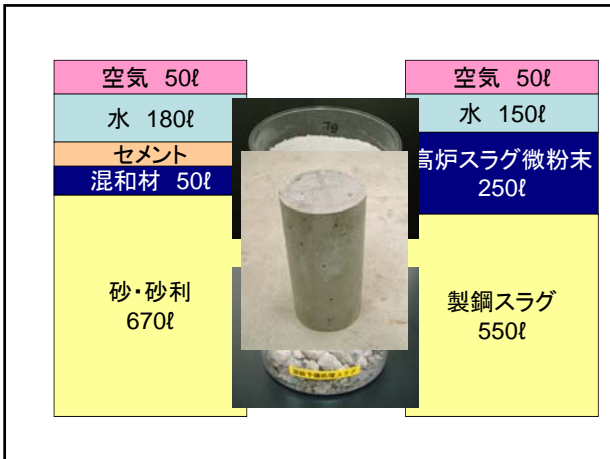 空気 50ℓ
水 180ℓ
セメント
混和材 50ℓ
砂・砂利
670ℓ
空気 50ℓ
水 150ℓ
高炉スラグ微粉末
250ℓ
製鋼スラグ
550ℓ